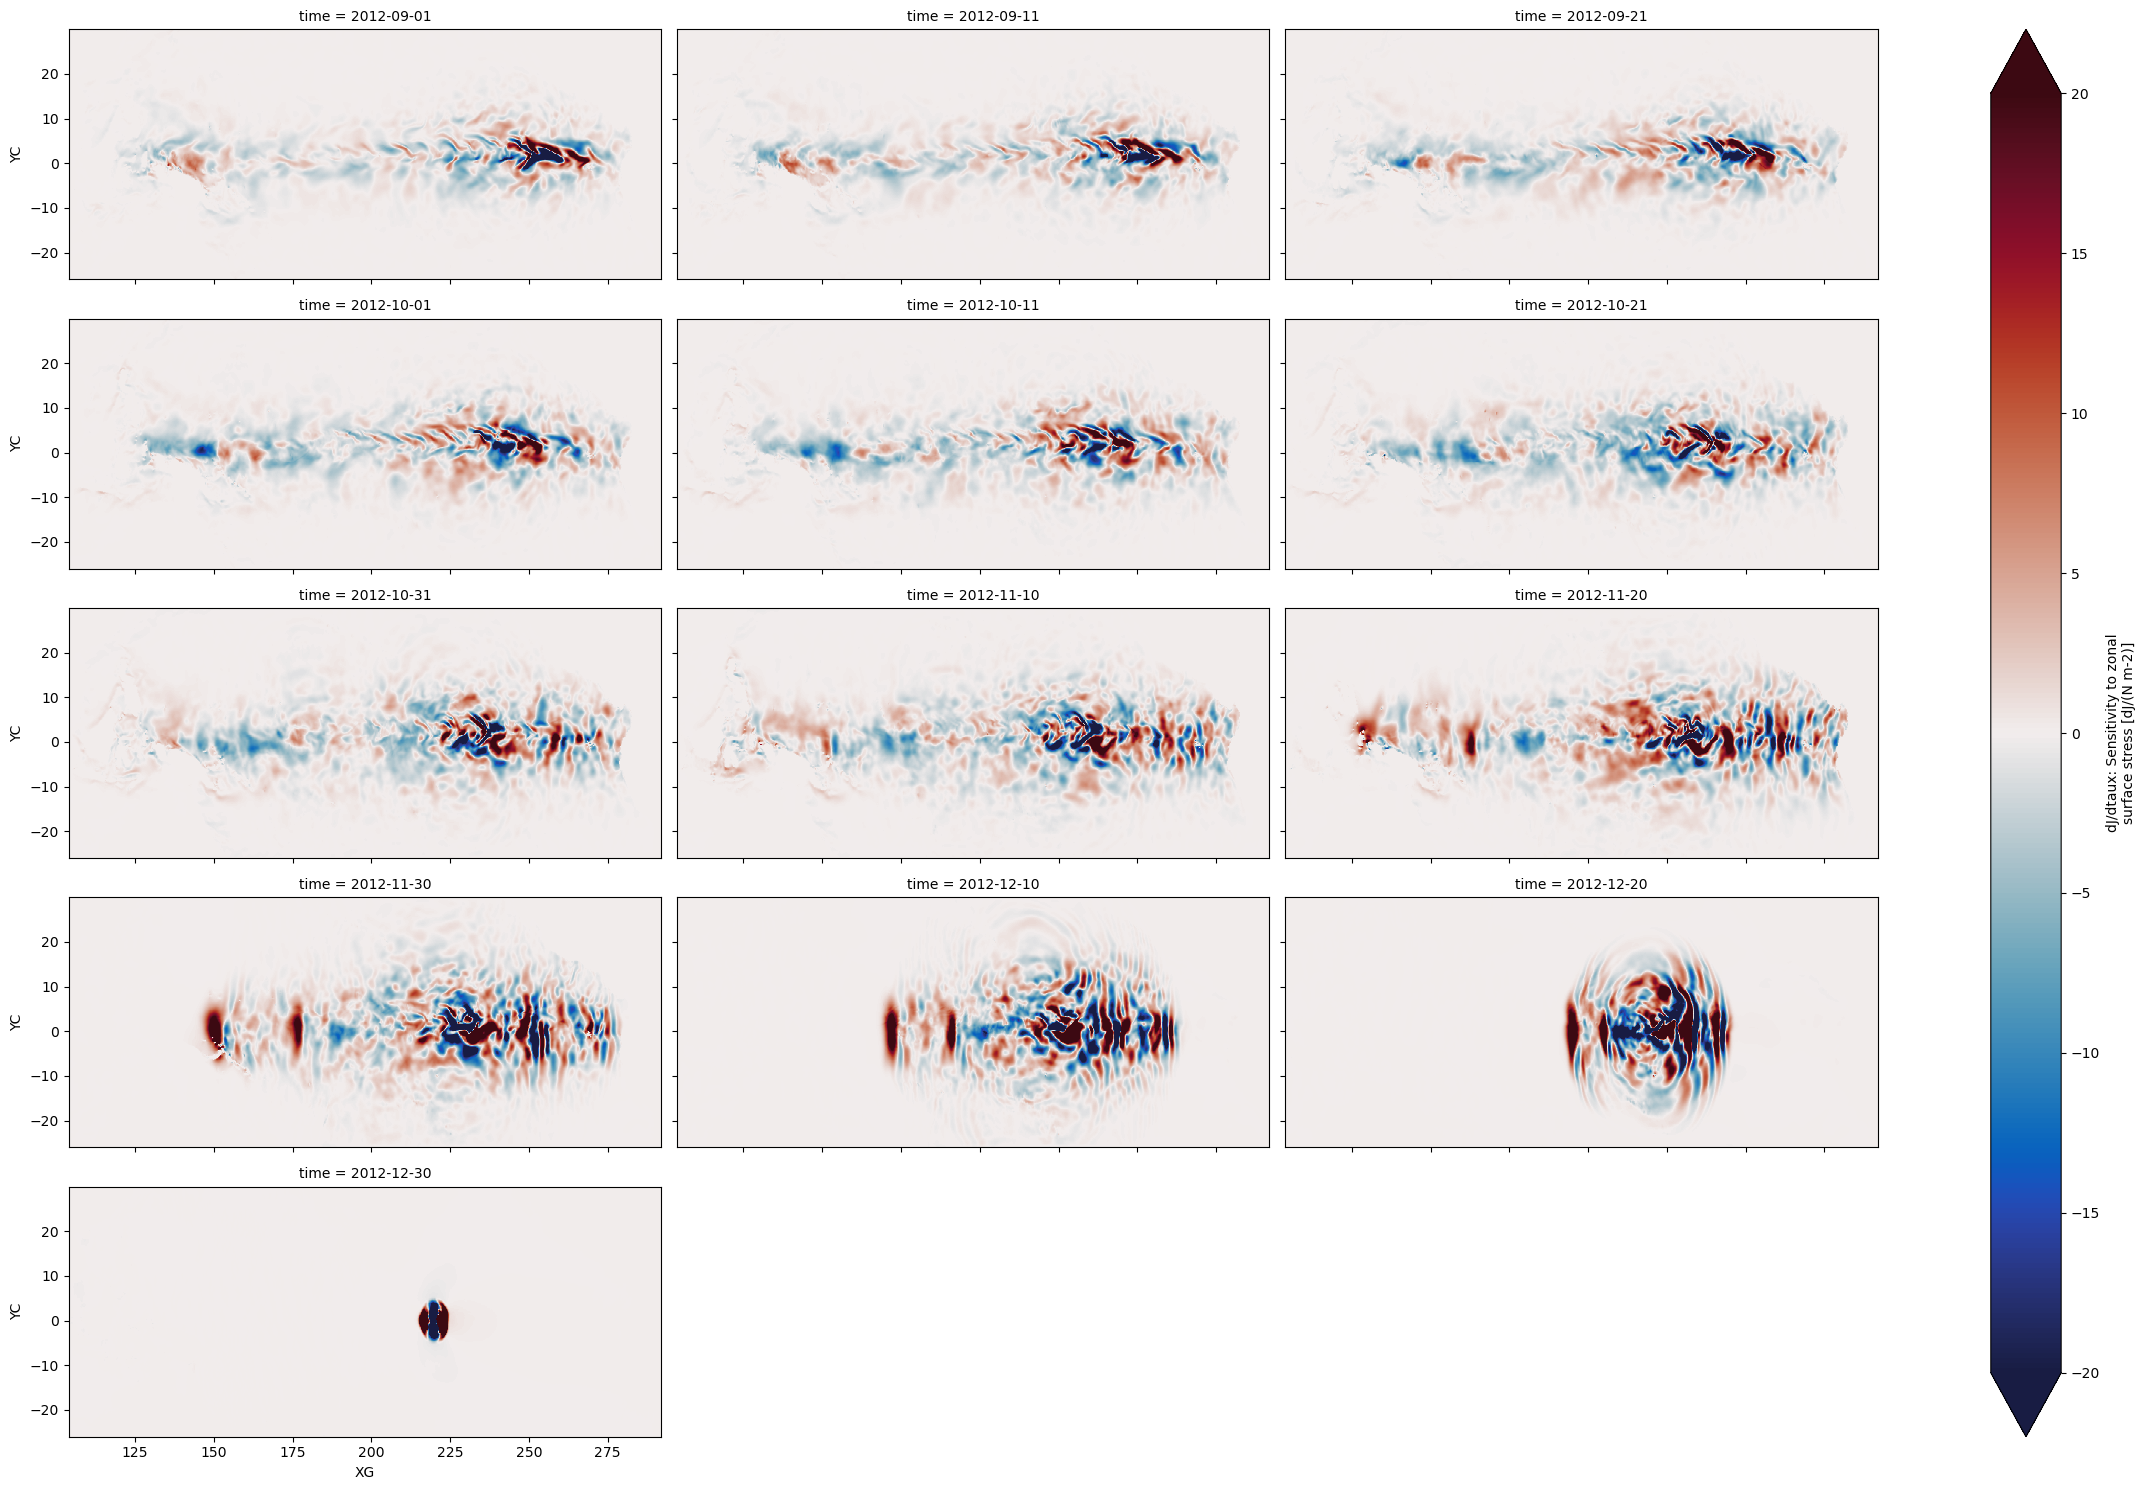 time = 2012-09-01
time = 2012-09-11
time = 2012-09-21
20
10
0
−10
−20
YC
time = 2012-10-01
time = 2012-10-11
time = 2012-10-21
20
10
0
−10
−20
YC
time = 2012-10-31
time = 2012-11-10
time = 2012-11-20
20
10
0
−10
−20
YC
time = 2012-11-30
time = 2012-12-10
time = 2012-12-20
20
10
0
−10
−20
YC
time = 2012-12-30
20
10
0
−10
−20
YC
125 150 175 200 225 250 275
XG
20
15
10
5
0
−5
−10
−15
−20
dJ/dtaux: Sensitivity to zonal
surface stress [dJ/(N m-2)]